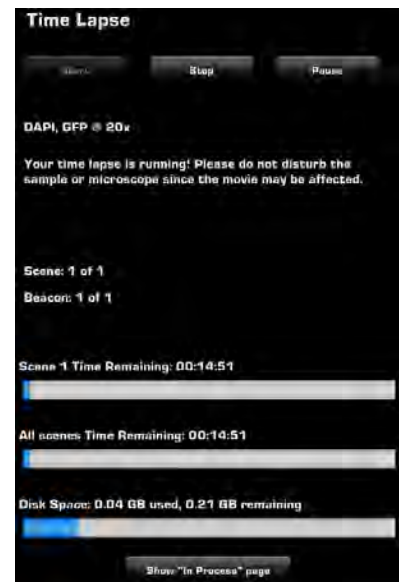 Time Lapse
Stop
Pause
DAPI, GFP @ 20x
Your time lapse is running! Please do not disturb the
sample or microscope since the movie may be affected.
Scene: 1 of 1
Beacon: 1 of 1
Scene 1 Time Remaining: 00:14:51
All scenes Time Remaining: 00:14:51
Disk Space: 0.04 GB used, 0.21 GB remaining
Show "In Process" page